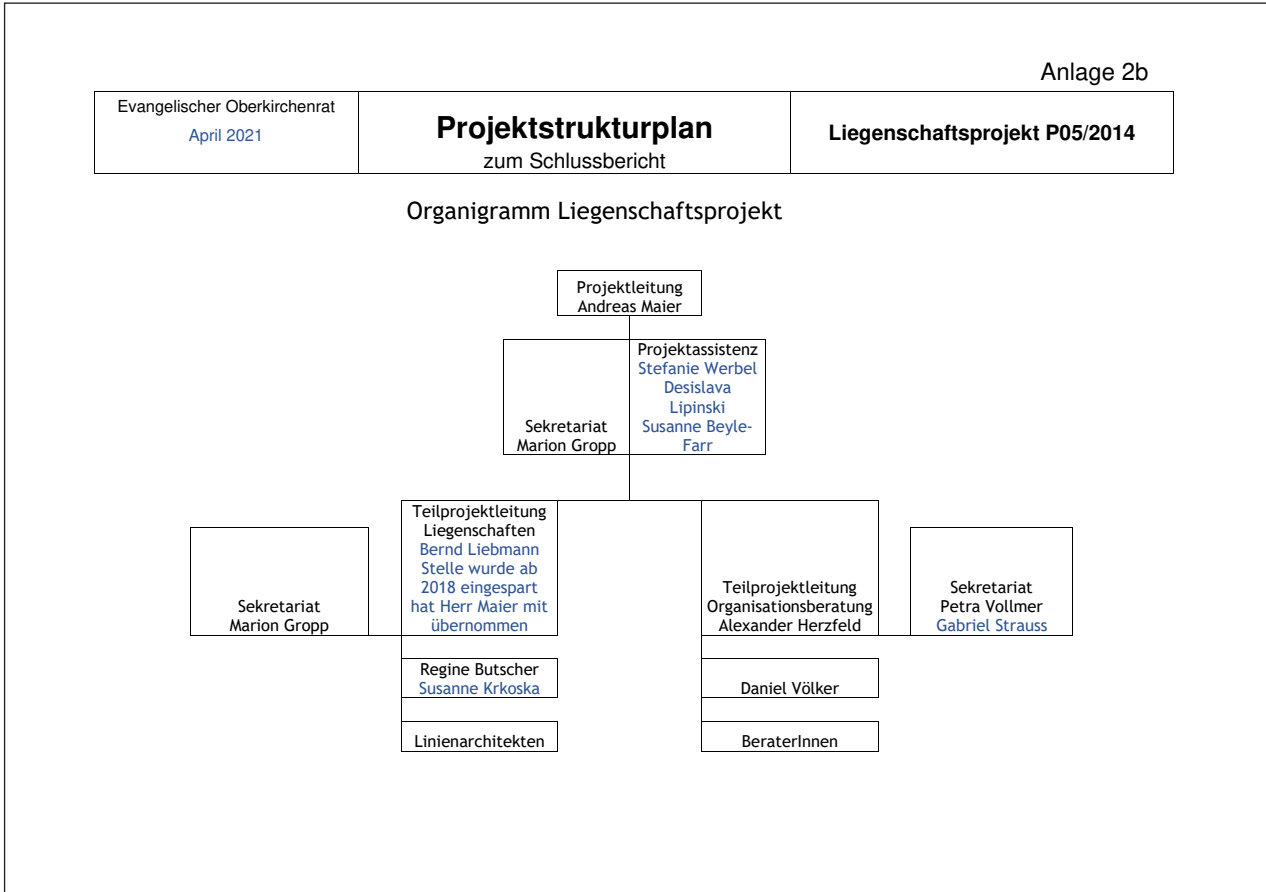 Anlage 2b
Evangelischer Oberkirchenrat
April 2021
Projektstrukturplan
zum Schlussbericht
Liegenschaftsprojekt P05/2014
Organigramm Liegenschaftsprojekt
Projektleitung
Andreas Maier
Sekretariat
Marion Gropp
Projektassistenz
Stefanie Werbel
Desislava
Lipinski
Susanne Beyle-
Farr
Sekretariat
Marion Gropp
Teilprojektleitung
Liegenschaften
Bernd Liebmann
Stelle wurde ab
2018 eingespart
hat Herr Maier mit
übernommen
Teilprojektleitung
Organisationsberatung
Alexander Herzfeld
Sekretariat
Petra Vollmer
Gabriel Strauss
Regine Butscher
Susanne Krkoska
Daniel Völker
Linienarchitekten
BeraterInnen